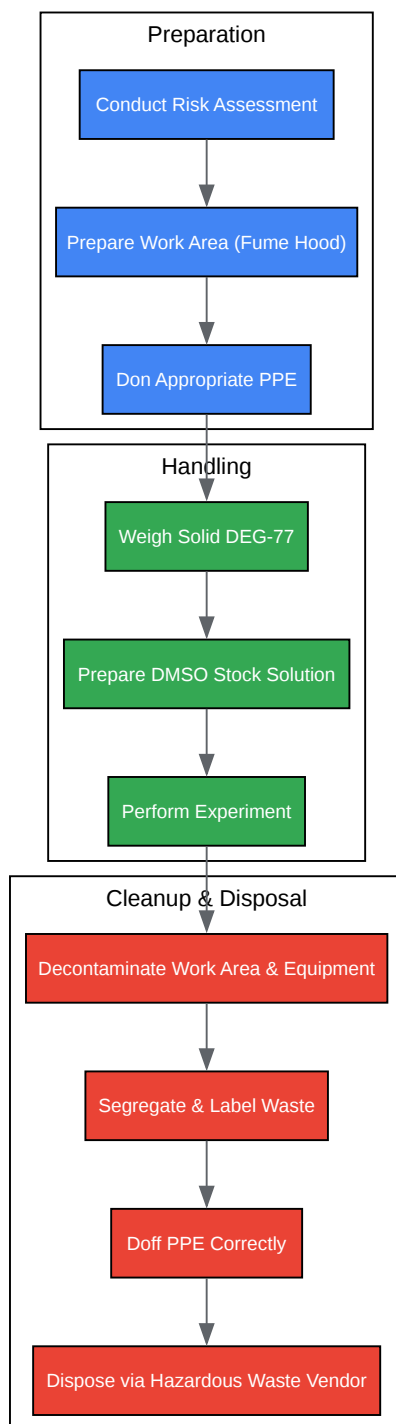 Preparation
Conduct Risk Assessment
Prepare Work Area (Fume Hood)
Don Appropriate PPE
Handling
Weigh Solid DEG-77
Prepare DMSO Stock Solution
Perform Experiment
Cleanup & Disposal
Decontaminate Work Area & Equipment
Segregate & Label Waste
Doff PPE Correctly
Dispose via Hazardous Waste Vendor